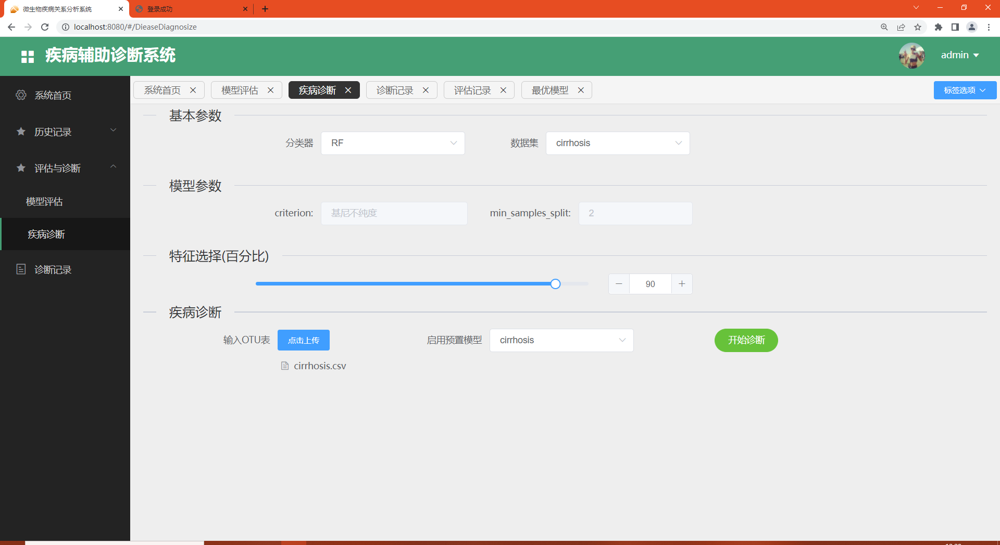 微生物疾病关系分析系统
登录成功
localhost:8080/#/DieaseDiagnosize
疾病辅助诊断系统
admin
系统首页
历史记录
评估与诊断
模型评估
疾病诊断
诊断记录
系统首页 模型评估 疾病诊断 诊断记录 评估记录 最优模型 标签选项
基本参数
分类器 RF 数据集 cirrhosis
模型参数
criterion: 基尼不纯度 min_samples_split: 2
特征选择(百分比)
90
疾病诊断
输入OTU表 点击上传 启用预置模型 cirrhosis 开始诊断
cirrhosis.csv